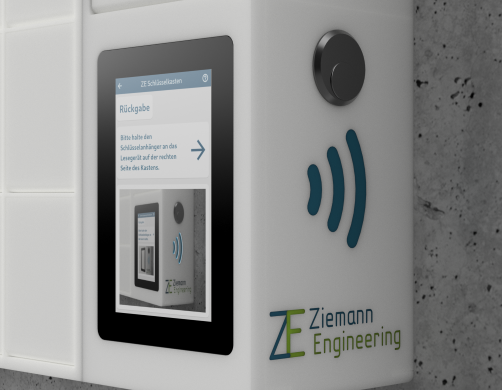 ZE Schlüsselkasten
Rückgabe
Bitte halte den
Schlüsselanhänger an das
Lesegerät auf der rechten
Seite des Kastens.
ZE Ziemann
Engineering
ZE Ziemann
Engineering